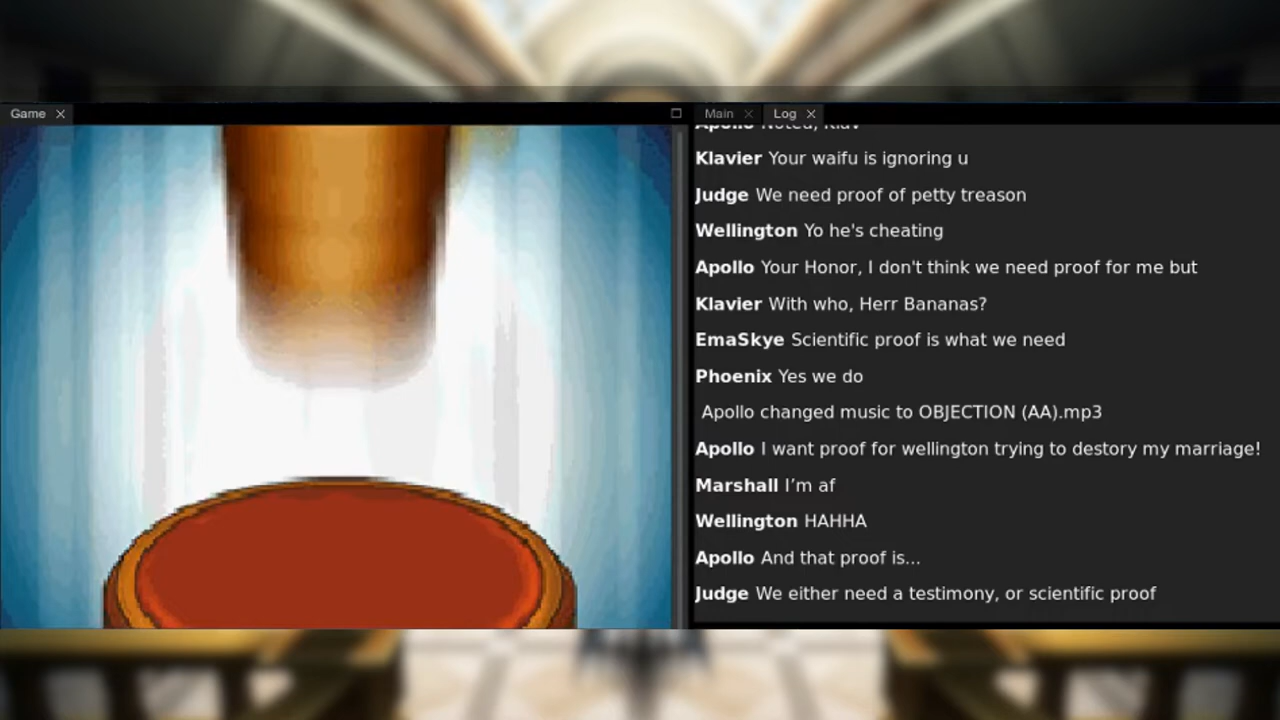 Game
Main
Log
Apollo Noted, Klav
Klavier Your waifu is ignoring u
Judge We need proof of petty treason
Wellington Yo he's cheating
Apollo Your Honor, I don't think we need proof for me but
Klavier With who, Herr Bananas?
EmaSkye Scientific proof is what we need
Phoenix Yes we do
Apollo changed music to OBJECTION (AA).mp3
Apollo I want proof for wellington trying to destory my marriage!
Marshall I’m af
Wellington HAHHA
Apollo And that proof is...
Judge We either need a testimony, or scientific proof